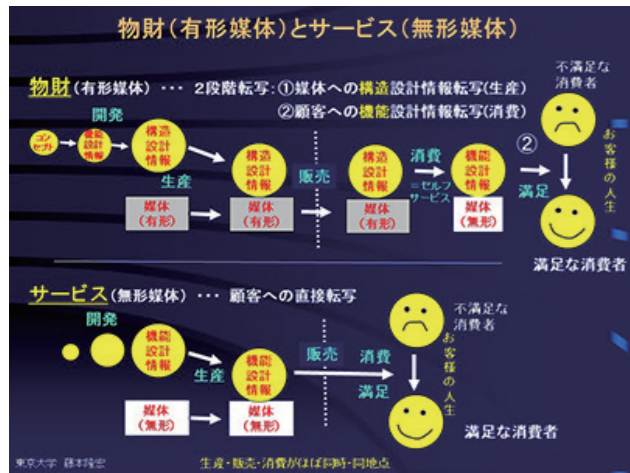 物財(有形媒体)とサービス(無形媒体)
物財(有形媒体) ･･･ 2段階転写:①媒体への構造設計情報転写(生産)
②顧客への機能設計情報転写(消費)
不満足な
消費者
開発
コン
セプト
機能
設計
情報
構造
設計
情報
生産
構造
設計
情報
販売
構造
設計
情報
消費
=セルフ
サービス
機能
設計
情報
②
満足
お客様の人生
媒体
(有形)
媒体
(有形)
媒体
(有形)
媒体
(無形)
満足な消費者
サービス(無形媒体) ･･･ 顧客への直接転写
不満足な
消費者
開発
機能
設計
情報
生産
機能
設計
情報
販売
消費
満足
お客様の人生
媒体
(無形)
媒体
(無形)
満足な消費者
東京大学 藤本隆宏
生産・販売・消費がほぼ同時・同地点